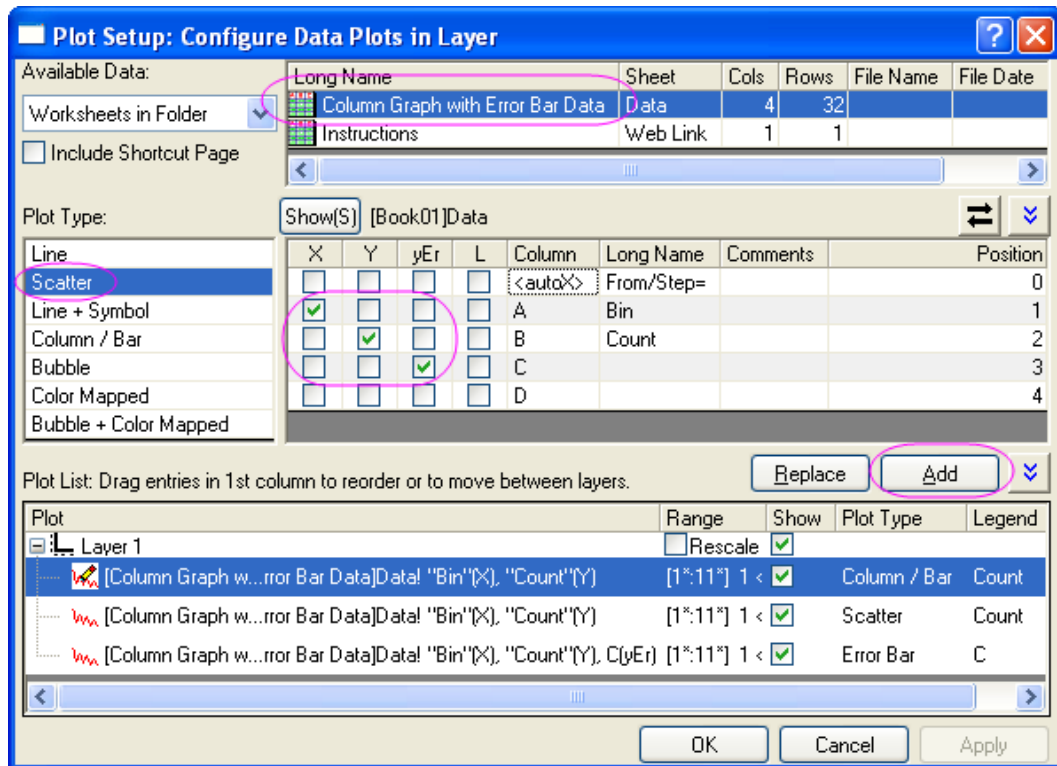 Plot Setup: Configure Data Plots in Layer
Available Data:
Worksheets in Folder
Include Shortcut Page
Long Name Sheet Cols Rows File Name File Date
Column Graph with Error Bar Data Data 4 32
Instructions Web Link 1 1
Plot Type:
Show(S) [Book01]Data
Line
Scatter
Line + Symbol
Column / Bar
Bubble
Color Mapped
Bubble + Color Mapped
X Y yEr L Column Long Name Comments Position
<autoX> From/Step= 0
A Bin 1
B Count 2
C 3
D 4
Plot List: Drag entries in 1st column to reorder or to move between layers.
Replace Add
Plot Range Show Plot Type Legend
Layer 1 Rescale
[Column Graph w...rror Bar Data]Data! "Bin"(X), "Count"(Y) [1*:11*] 1 < Column / Bar Count
[Column Graph w...rror Bar Data]Data! "Bin"(X), "Count"(Y) [1*:11*] 1 < Scatter Count
[Column Graph w...rror Bar Data]Data! "Bin"(X), "Count"(Y), C(yEr) [1*:11*] 1 < Error Bar C
OK Cancel Apply